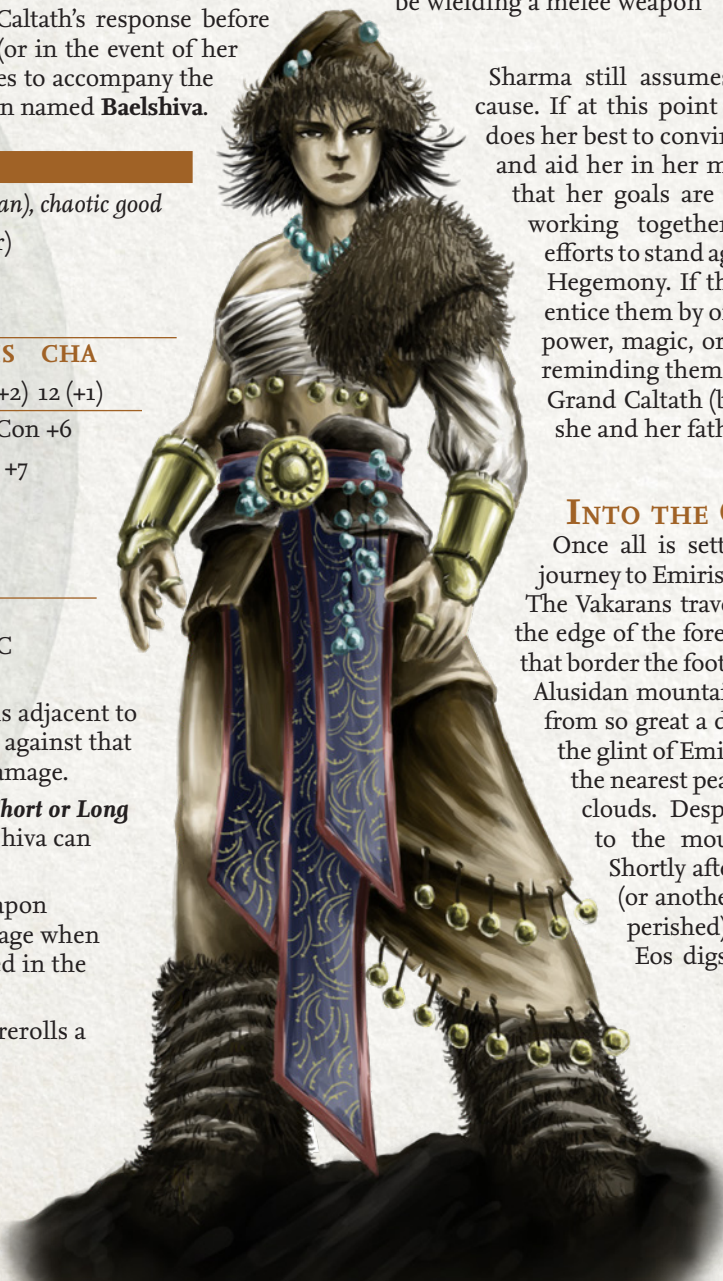 Caltath's response before
(or in the event of her
es to accompany the
n named Baelshiva.
an), chaotic good
r)
S CHA
+2) 12 (+1)
Con +6
+7
C
s adjacent to
against that
mage.
hort or Long
hiva can
apon
age when
ed in the
rerolls a
be wielding a melee weapon
Sharma still assumes
cause. If at this point
does her best to convin
and aid her in her m
that her goals are
working together
efforts to stand ag
Hegemony. If th
entice them by o
power, magic, or
reminding them
Grand Caltath (b
she and her fath
Into the
Once all is sett
journey to Emiris
The Vakarans trave
the edge of the fore
that border the foot
Alusidan mountai
from so great a d
the glint of Emi
the nearest pea
clouds. Desp
to the mou
Shortly afte
(or anothe
perished)
Eos digs